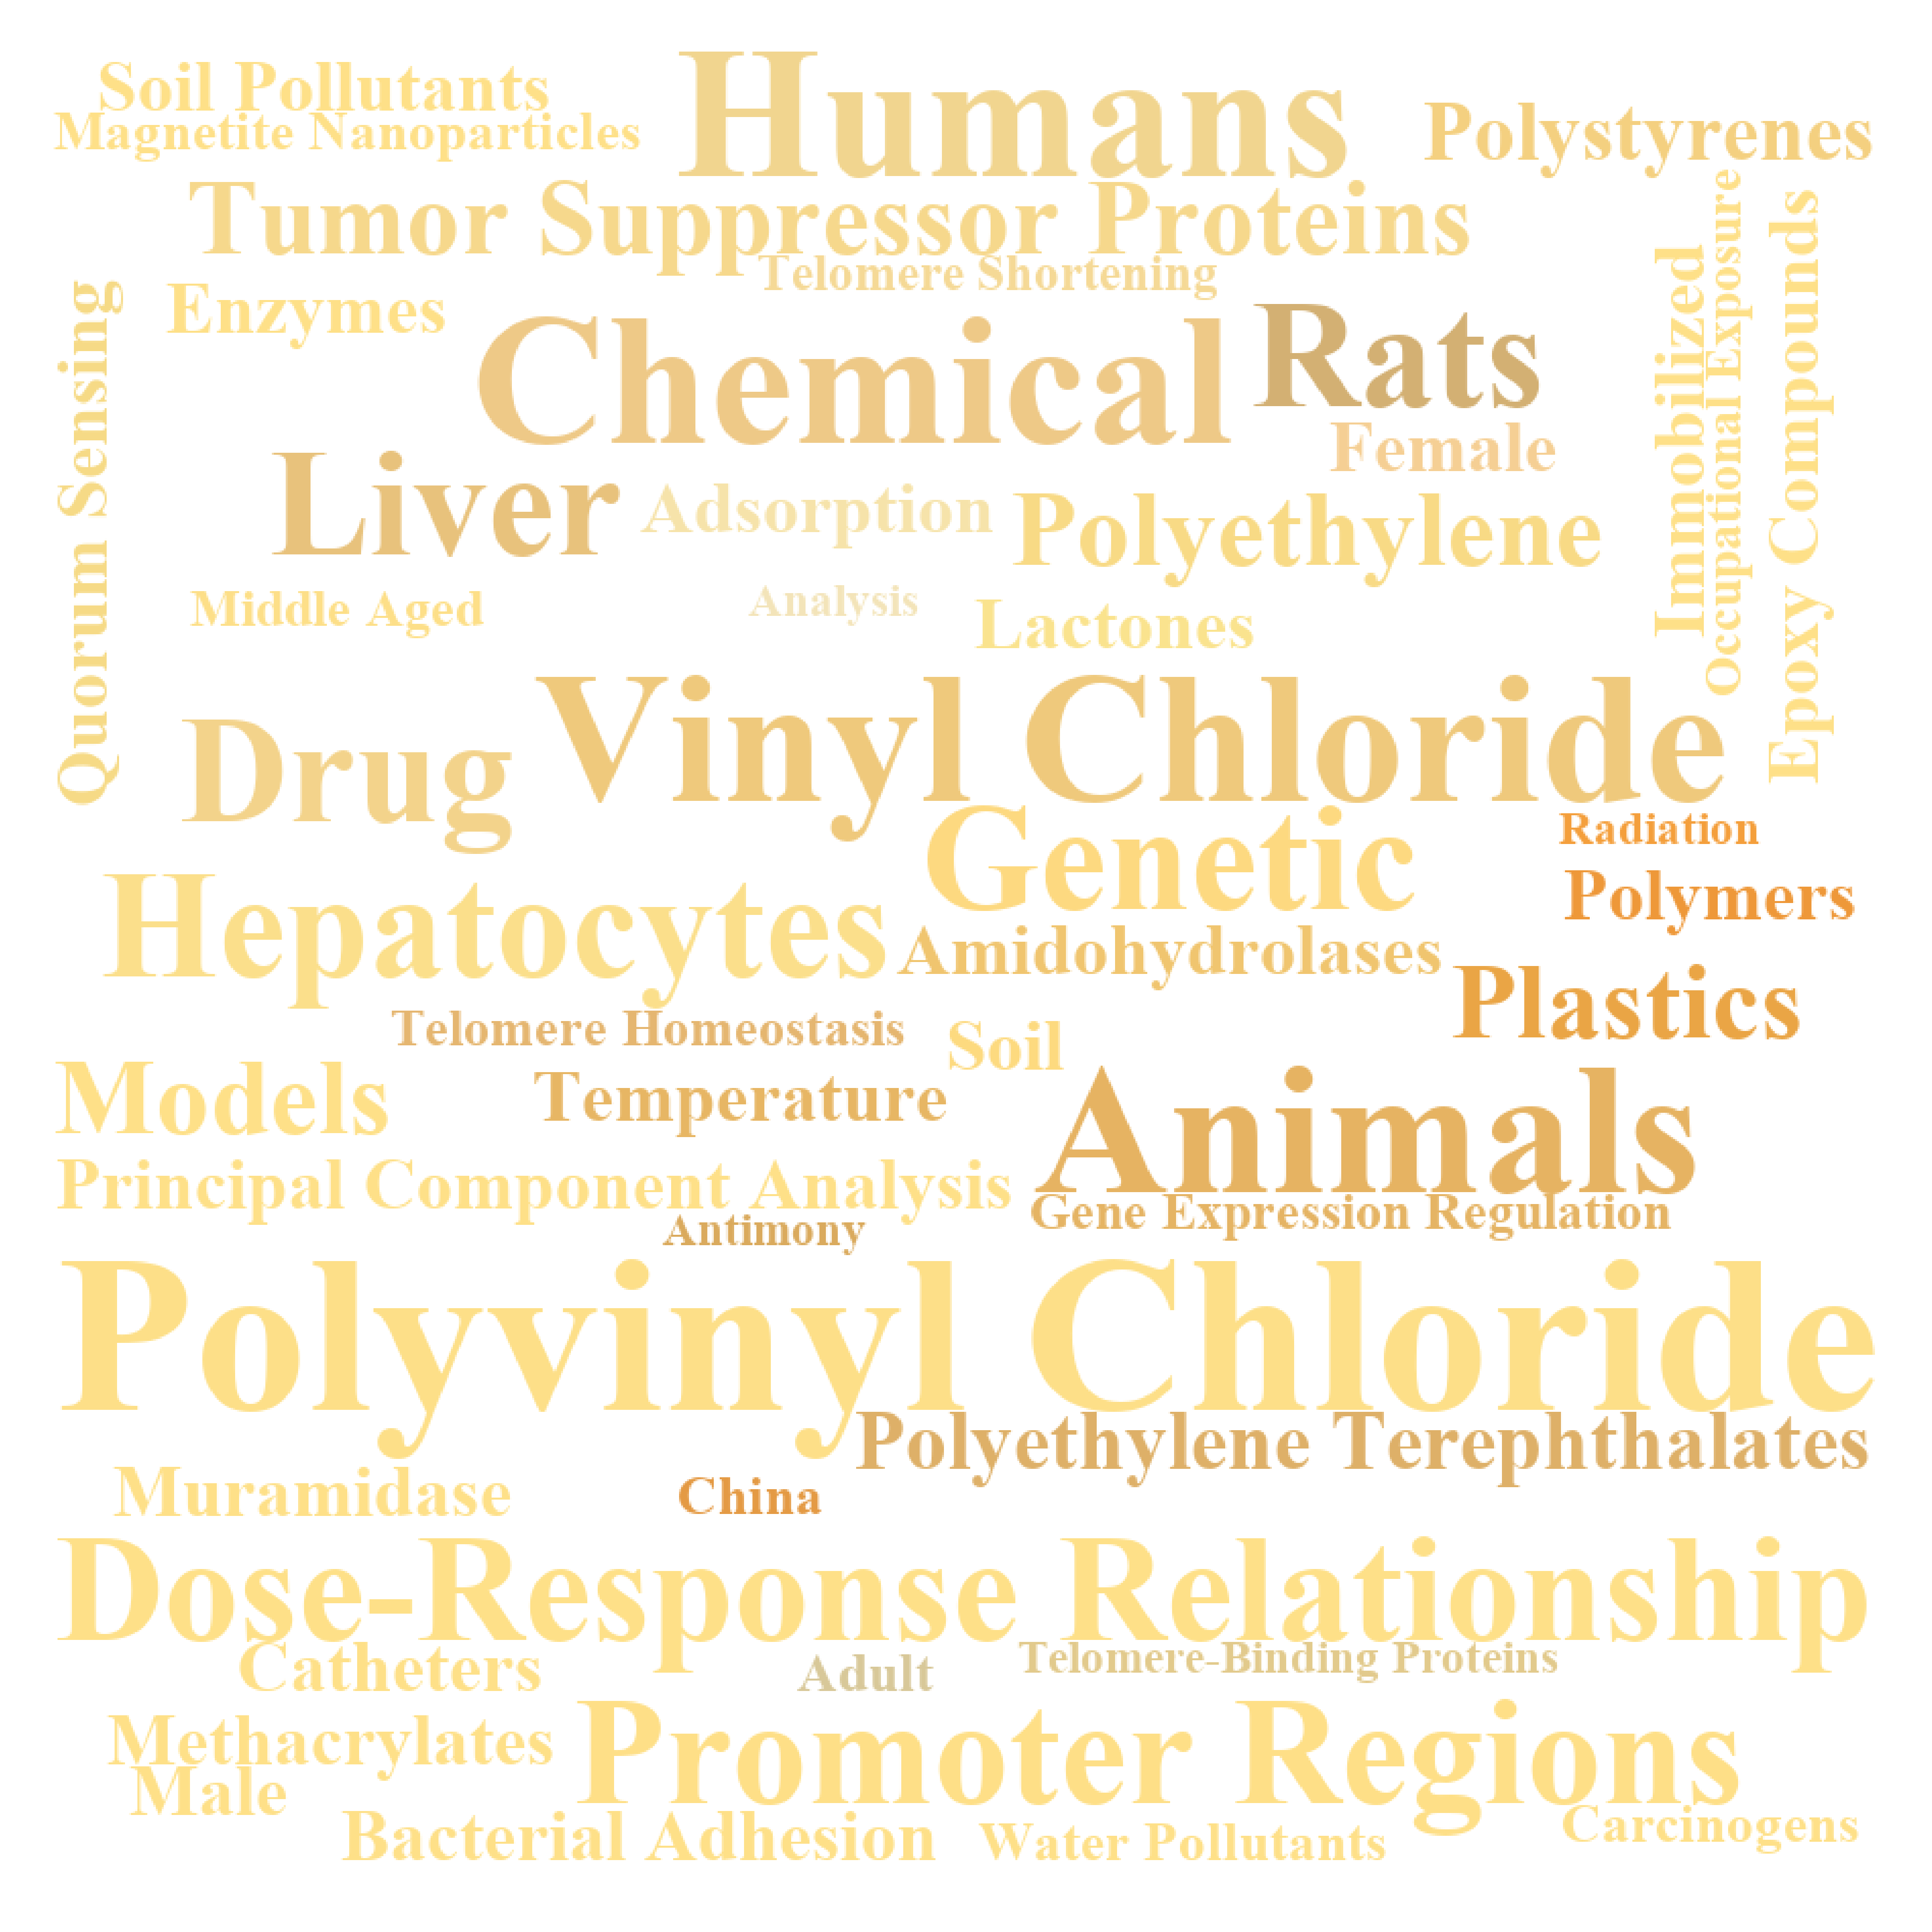 Humans
Soil Pollutants
Magnetite Nanoparticles
Polystyrenes
Tumor Suppressor Proteins
Telomere Shortening
Enzymes
Chemical
Rats
Quorum Sensing
Immobilized
Occupational Exposure
Epoxy Compounds
Female
Liver
Adsorption
Polyethylene
Middle Aged
Analysis
Lactones
Vinyl Chloride
Drug
Genetic
Radiation
Hepatocytes
Polymers
Amidohydrolases
Plastics
Telomere Homeostasis
Soil
Models
Temperature
Animals
Principal Component Analysis
Gene Expression Regulation
Antimony
Polyvinyl Chloride
Polyethylene Terephthalates
Muramidase
China
Dose-Response Relationship
Catheters
Adult
Telomere-Binding Proteins
Methacrylates
Promoter Regions
Male
Bacterial Adhesion
Water Pollutants
Carcinogens